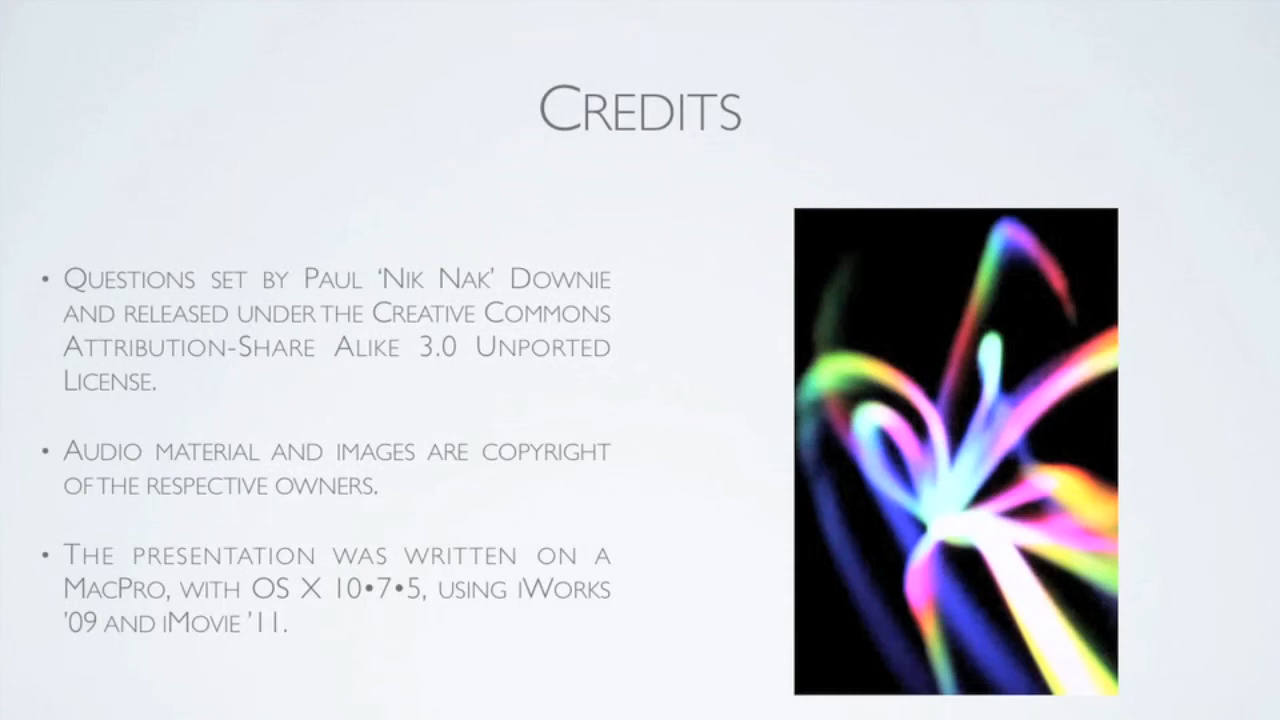 CREDITS
• QUESTIONS SET BY PAUL ‘NIK NAK’ DOWNIE
AND RELEASED UNDER THE CREATIVE COMMONS
ATTRIBUTION-SHARE ALIKE 3.0 UNPORTED
LICENSE.
• AUDIO MATERIAL AND IMAGES ARE COPYRIGHT
OF THE RESPECTIVE OWNERS.
• THE PRESENTATION WAS WRITTEN ON A
MACPRO, WITH OS X 10•7•5, USING IWORKS
’09 AND IMOVIE ’11.